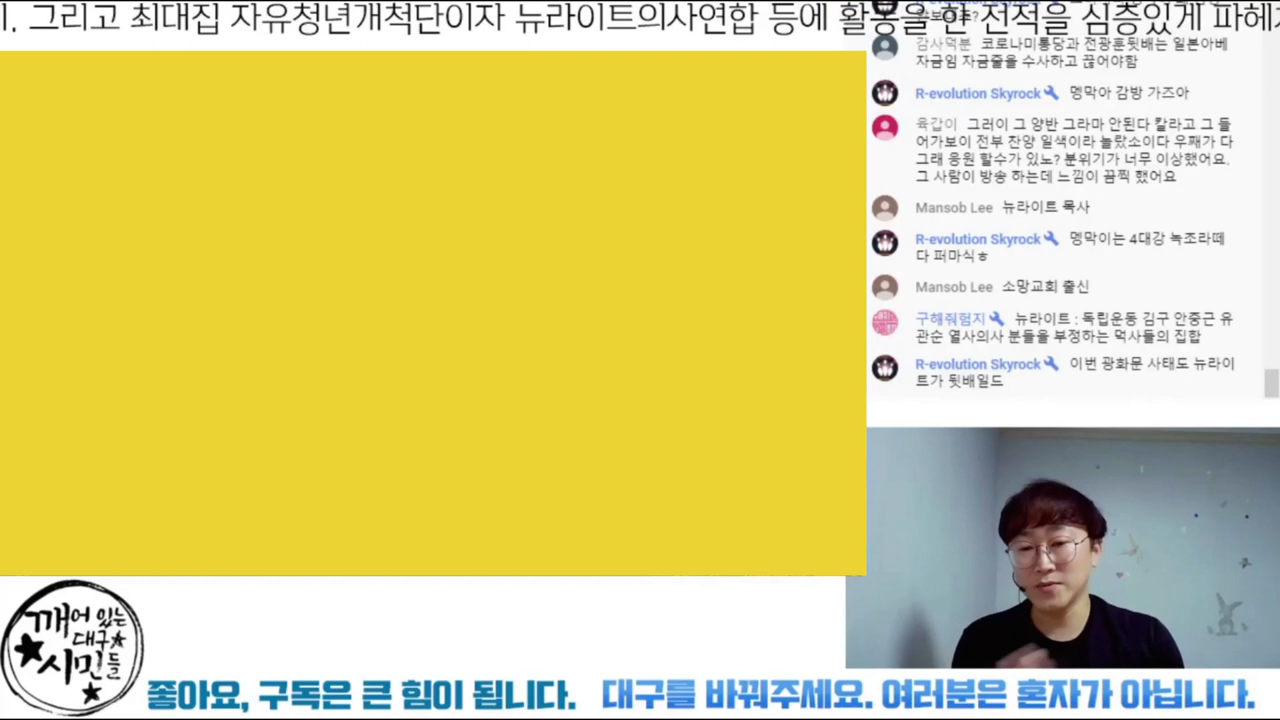 1. 그리고 최대집 자유청년개척단이자 뉴라이트의사연합 등에 활동을 한 전적을 심층있게 파헤
감사덕분 코로나미통당과 전광훈뒷배는 일본아베
자금임 자금줄을 수사하고 끊어야함
R-evolution Skyrock 멍막아 감방 가즈아
육갑이 그러이 그 양반 그라마 안된다 칼라고 그 들
어가보이 전부 찬양 일색이라 놀랐소이다 우째가 다
그래 응원 할수가 있노? 분위기가 너무 이상했어요.
그 사람이 방송 하는데 느낌이 끔찍 했어요
Mansob Lee 뉴라이트 목사
R-evolution Skyrock 멍막이는 4대강 녹조라떼
다 퍼마식ㅎ
Mansob Lee 소망교회 출신
구해줘험지 뉴라이트 : 독립운동 김구 안중근 유
관순 열사의사 분들을 부정하는 먹사들의 집합
R-evolution Skyrock 이번 광화문 사태도 뉴라이
트가 뒷배일드
깨어 있는
대구
시민들
좋아요, 구독은 큰 힘이 됩니다. 대구를 바꿔주세요. 여러분은 혼자가 아닙니다.